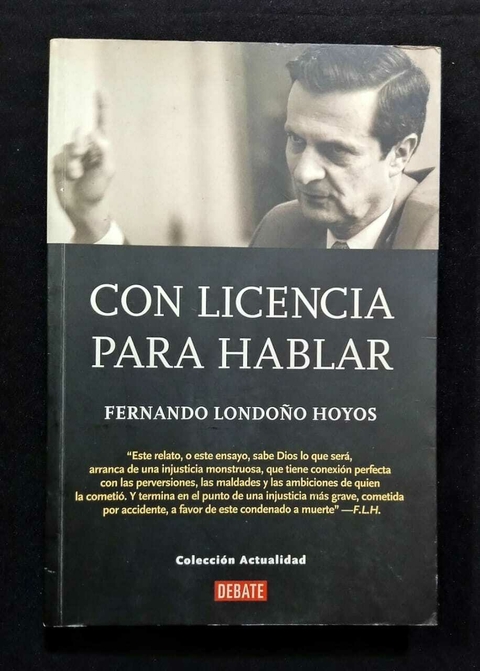 CON LICENCIA
PARA HABLAR
FERNANDO LONDOÑO HOYOS
“Este relato, o este ensayo, sabe Dios lo que será,
arranca de una injusticia monstruosa, que tiene conexión perfecta
con las perversiones, las maldades y las ambiciones de quien
la cometió. Y termina en el punto de una injusticia más grave, cometida
por accidente, a favor de este condenado a muerte” —F.L.H.
Colección Actualidad
DEBATE